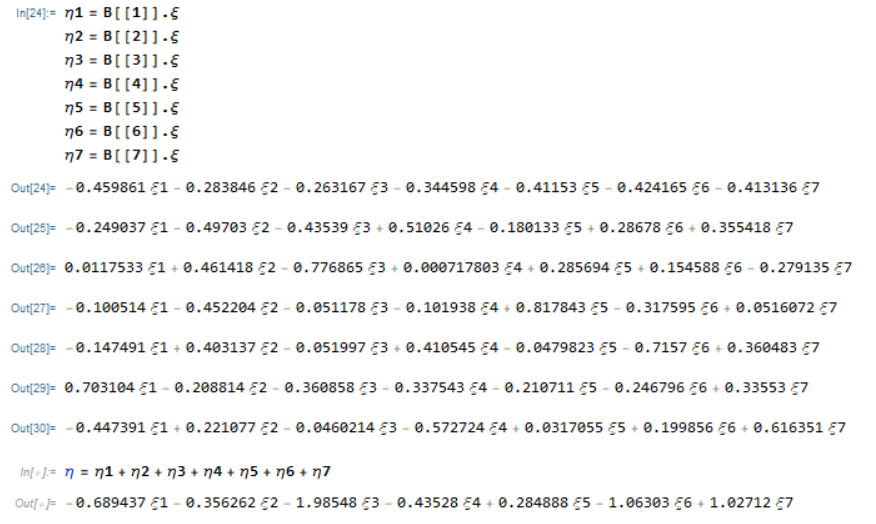 In[24]:= η1 = B[[1]].ξ
η2 = B[[2]].ξ
η3 = B[[3]].ξ
η4 = B[[4]].ξ
η5 = B[[5]].ξ
η6 = B[[6]].ξ
η7 = B[[7]].ξ
Out[24]= -0.459861 ξ1 - 0.283846 ξ2 - 0.263167 ξ3 - 0.344598 ξ4 - 0.41153 ξ5 - 0.424165 ξ6 - 0.413136 ξ7
Out[25]= -0.249037 ξ1 - 0.49703 ξ2 - 0.43539 ξ3 + 0.51026 ξ4 - 0.180133 ξ5 + 0.28678 ξ6 + 0.355418 ξ7
Out[26]= 0.0117533 ξ1 + 0.461418 ξ2 - 0.776865 ξ3 + 0.000717803 ξ4 + 0.285694 ξ5 + 0.154588 ξ6 - 0.279135 ξ7
Out[27]= -0.100514 ξ1 - 0.452204 ξ2 - 0.051178 ξ3 - 0.101938 ξ4 + 0.817843 ξ5 - 0.317595 ξ6 + 0.0516072 ξ7
Out[28]= -0.147491 ξ1 + 0.403137 ξ2 - 0.051997 ξ3 + 0.410545 ξ4 - 0.0479823 ξ5 - 0.7157 ξ6 + 0.360483 ξ7
Out[29]= 0.703104 ξ1 - 0.208814 ξ2 - 0.360858 ξ3 - 0.337543 ξ4 - 0.210711 ξ5 - 0.246796 ξ6 + 0.33553 ξ7
Out[30]= -0.447391 ξ1 + 0.221077 ξ2 - 0.0460214 ξ3 - 0.572724 ξ4 + 0.0317055 ξ5 + 0.199856 ξ6 + 0.616351 ξ7
In[∘]:= η = η1 + η2 + η3 + η4 + η5 + η6 + η7
Out[∘]= -0.689437 ξ1 - 0.356262 ξ2 - 1.98548 ξ3 - 0.43528 ξ4 + 0.284888 ξ5 - 1.06303 ξ6 + 1.02712 ξ7